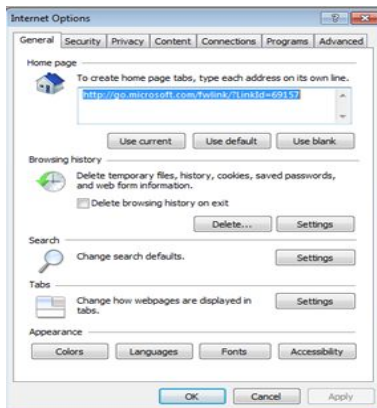 Internet Options
General Security Privacy Content Connections Programs Advanced
Home page
To create home page tabs, type each address on its own line.
http://go.microsoft.com/fwlink/?LinkId=69157
Use current Use default Use blank
Browsing history
Delete temporary files, history, cookies, saved passwords,
and web form information.
Delete browsing history on exit
Delete... Settings
Search
Change search defaults. Settings
Tabs
Change how webpages are displayed in Settings
tabs.
Appearance
Colors Languages Fonts Accessibility
OK Cancel Apply